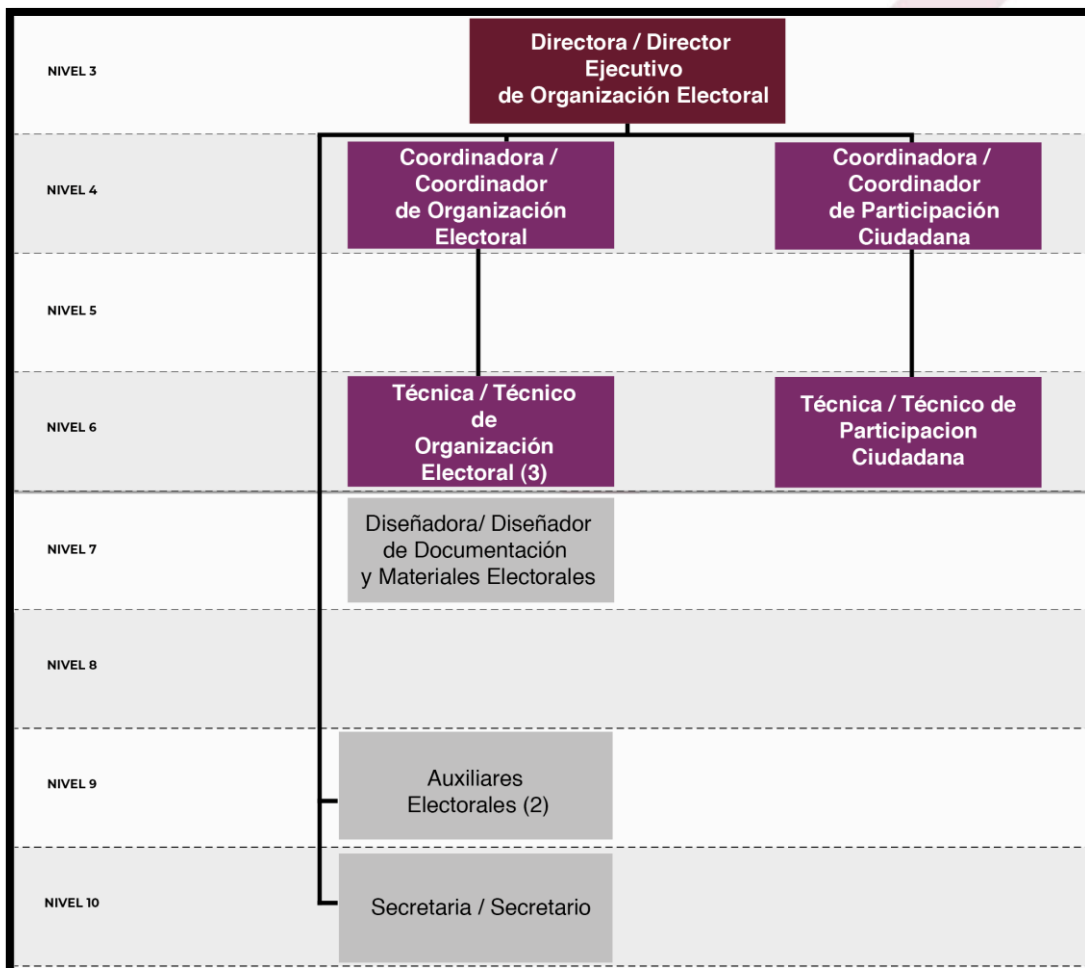 NIVEL 3
Directora / Director
Ejecutivo
de Organización Electoral
NIVEL 4
Coordinadora /
Coordinador
de Organización
Electoral
Coordinadora /
Coordinador
de Participación
Ciudadana
NIVEL 5
NIVEL 6
Técnica / Técnico
de
Organización
Electoral (3)
Técnica / Técnico de
Participacion
Ciudadana
NIVEL 7
Diseñadora/ Diseñador
de Documentación
y Materiales Electorales
NIVEL 8
NIVEL 9
Auxiliares
Electorales (2)
NIVEL 10
Secretaria / Secretario